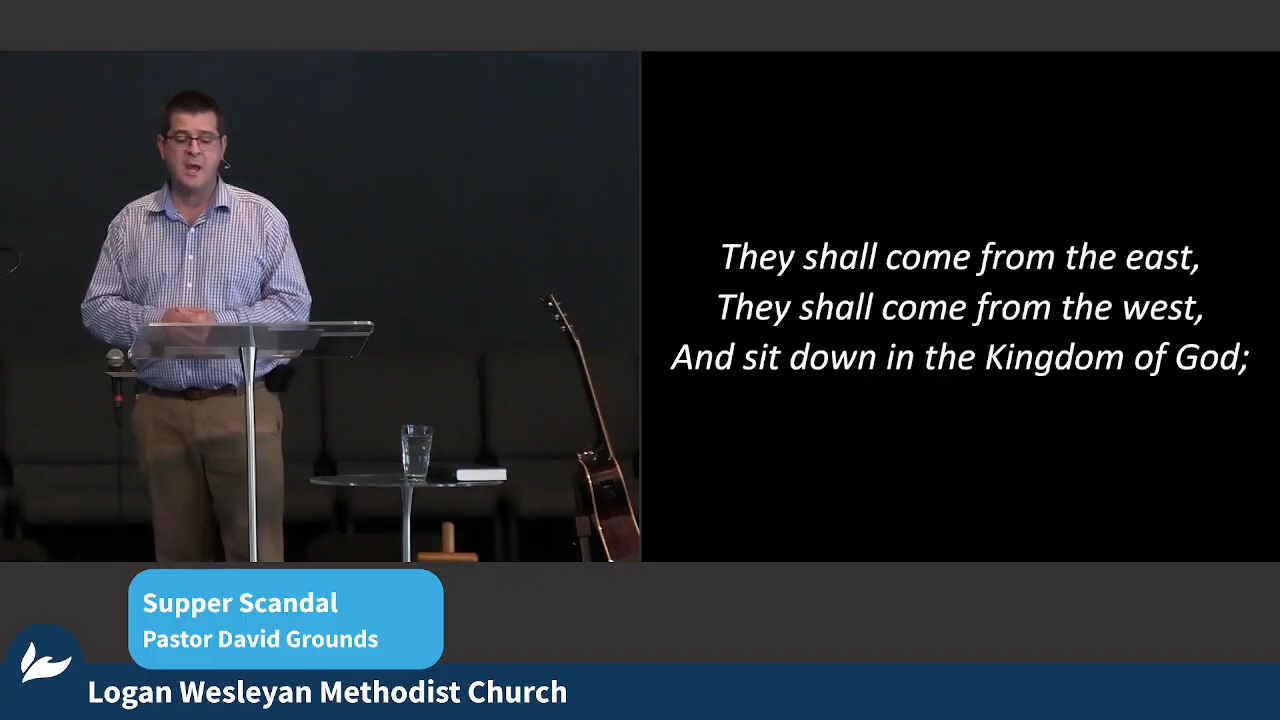 They shall come from the east,
They shall come from the west,
And sit down in the Kingdom of God;
Supper Scandal
Pastor David Grounds
Logan Wesleyan Methodist Church